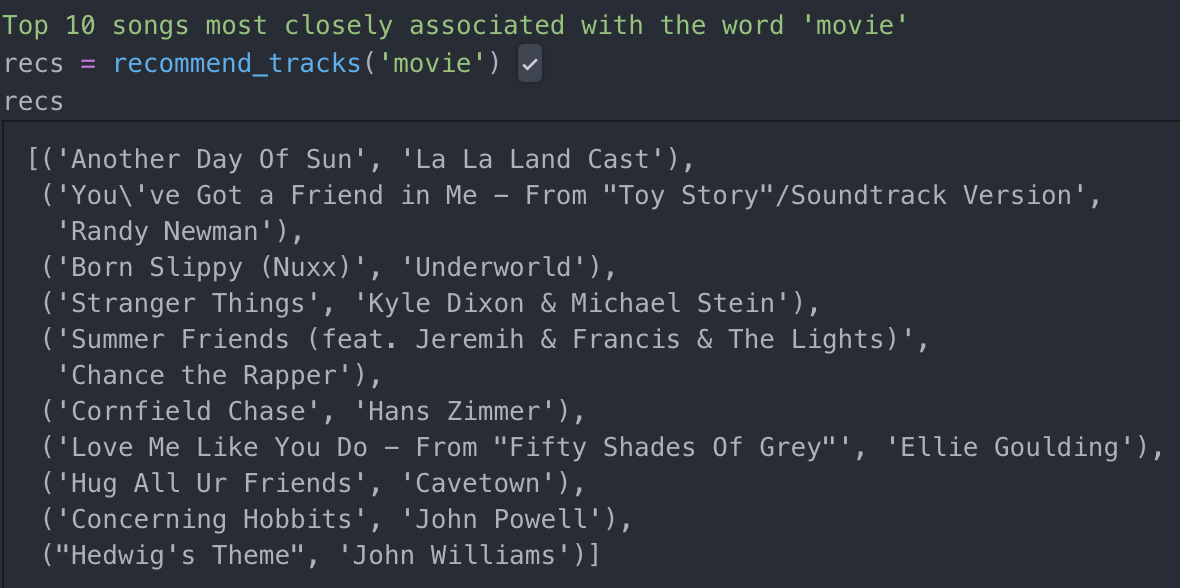 Top 10 songs most closely associated with the word 'movie'
recs = recommend_tracks('movie') ✓
recs
[('Another Day Of Sun', 'La La Land Cast'),
('You\'ve Got a Friend in Me – From "Toy Story"/Soundtrack Version',
'Randy Newman'),
('Born Slippy (Nuxx)', 'Underworld'),
('Stranger Things', 'Kyle Dixon & Michael Stein'),
('Summer Friends (feat. Jeremih & Francis & The Lights)',
'Chance the Rapper'),
('Cornfield Chase', 'Hans Zimmer'),
('Love Me Like You Do – From "Fifty Shades Of Grey"', 'Ellie Goulding'),
('Hug All Ur Friends', 'Cavetown'),
('Concerning Hobbits', 'John Powell'),
("Hedwig's Theme", 'John Williams')]